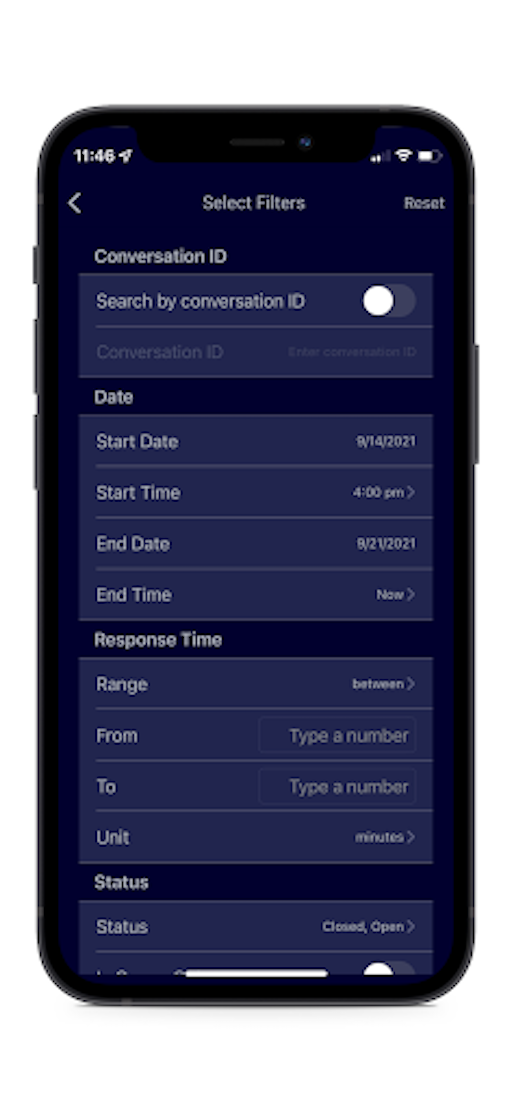 11:46
Select Filters Reset
Conversation ID
Search by conversation ID
Conversation ID Enter conversation ID
Date
Start Date 9/14/2021
Start Time 4:00 pm
End Date 9/21/2021
End Time Now
Response Time
Range between
From Type a number
To Type a number
Unit minutes
Status
Status Closed, Open